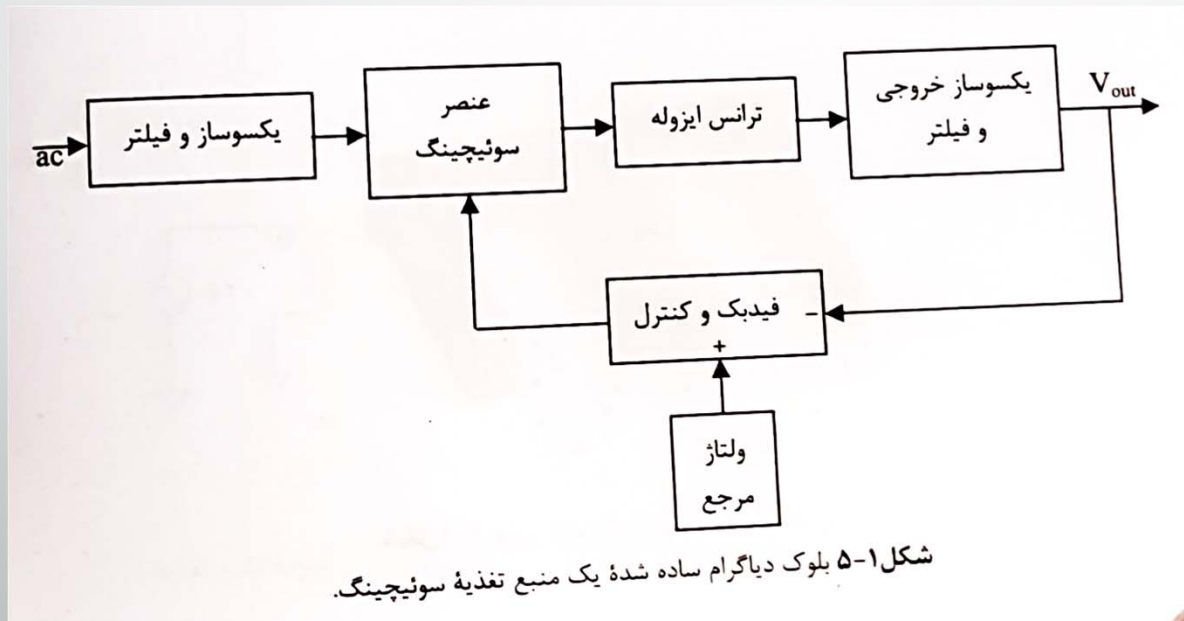 ac
یکسوساز و فیلتر
عنصر
سوئیچینگ
ترانس ایزوله
یکسوساز خروجی
و فیلتر
Vout
فیدبک و کنترل
−
+
ولتاژ
مرجع
شکل۱-۵ بلوک دیاگرام ساده شدهٔ یک منبع تغذیهٔ سوئیچینگ.